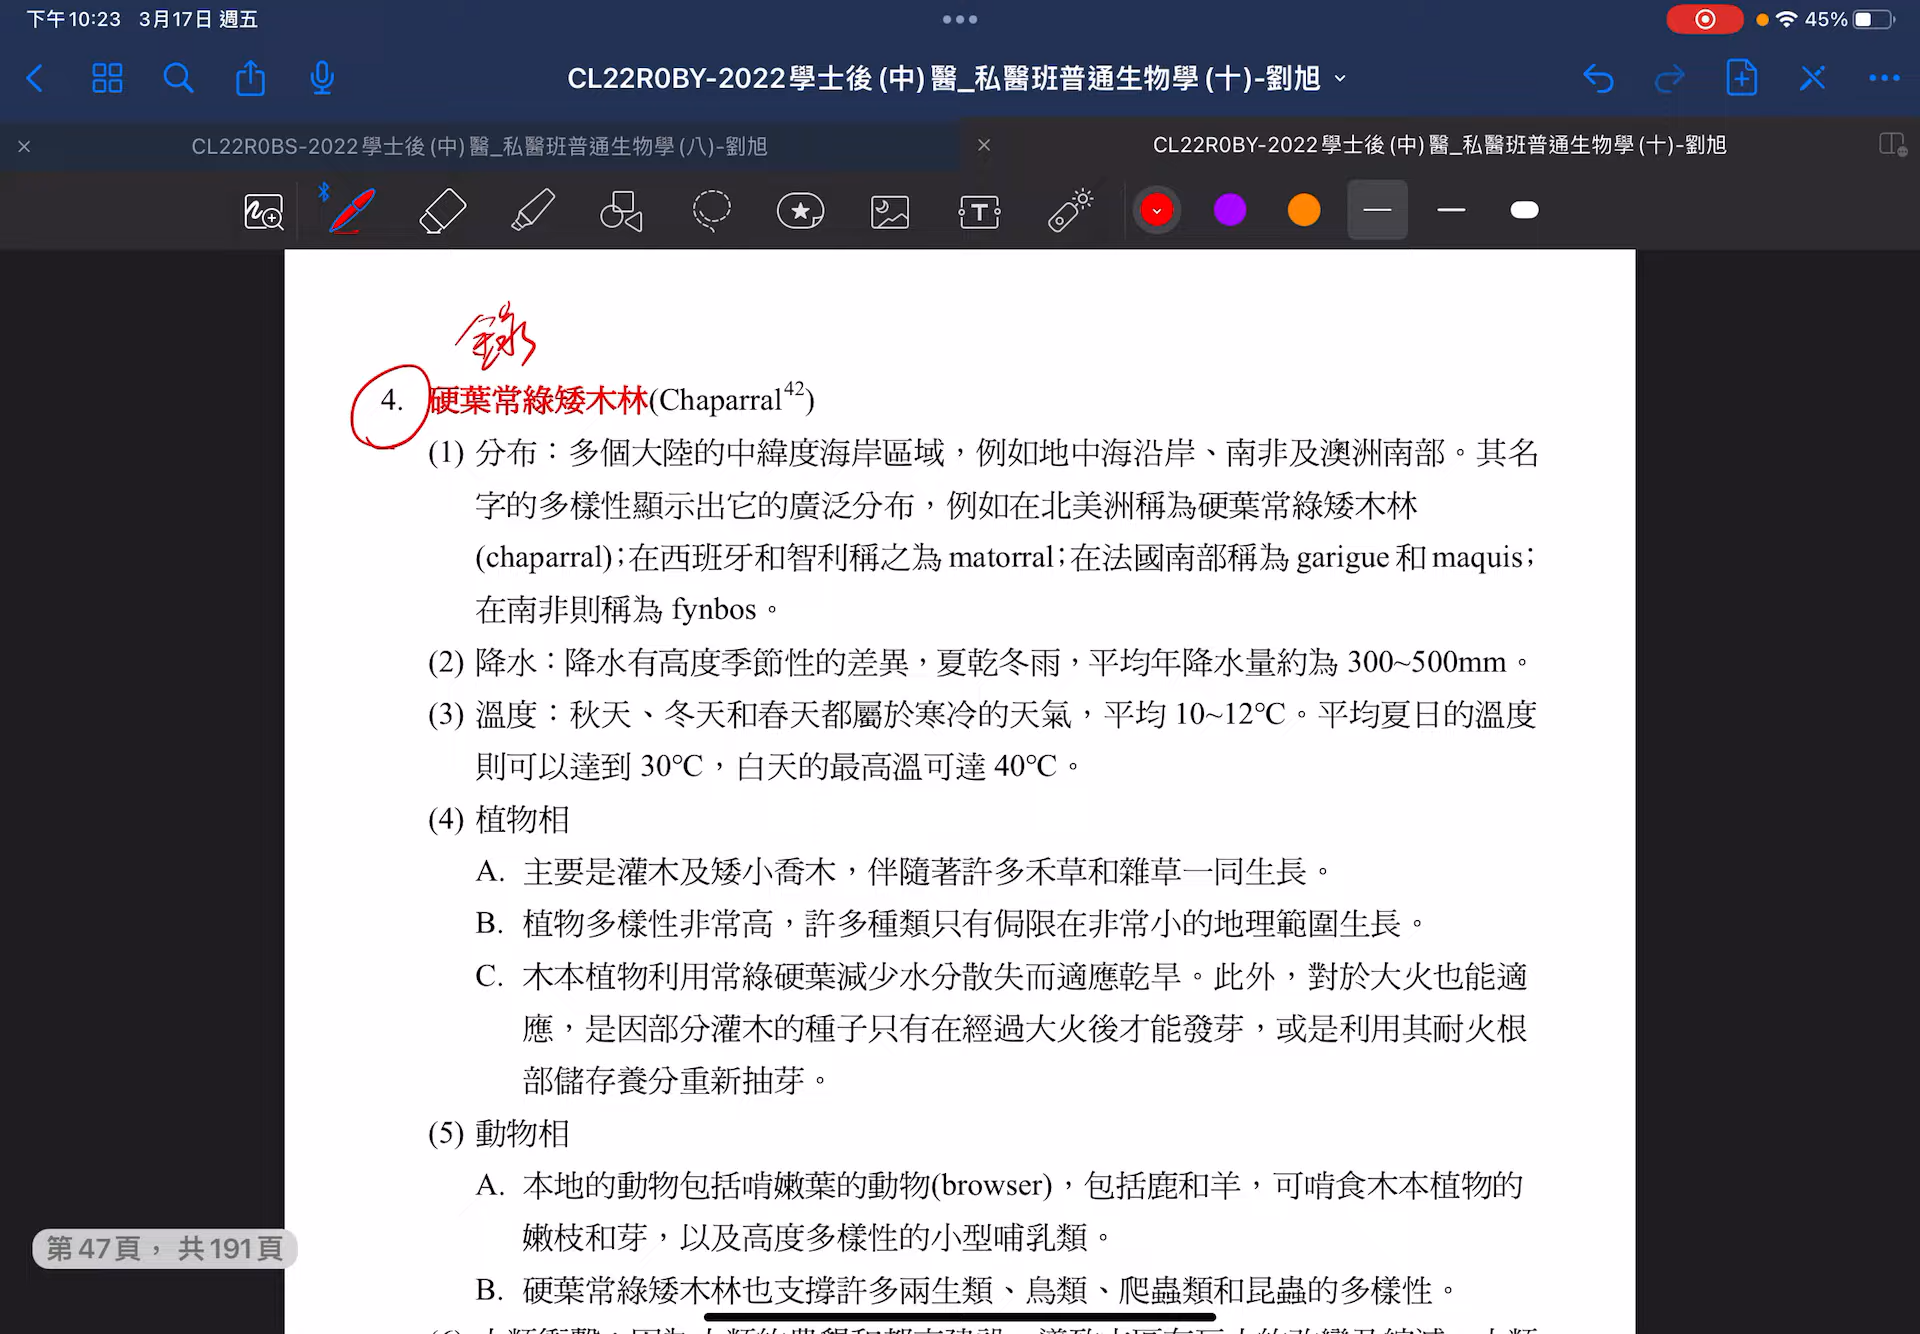 下午10:23 3月17日 週五
45%
CL22R0BY-2022學士後(中)醫_私醫班普通生物學(十)-劉旭
CL22R0BS-2022學士後(中)醫_私醫班普通生物學(八)-劉旭
CL22R0BY-2022學士後(中)醫_私醫班普通生物學(十)-劉旭
錄
4. 硬葉常綠矮木林(Chaparral42)
(1) 分布：多個大陸的中緯度海岸區域，例如地中海沿岸、南非及澳洲南部。其名
字的多樣性顯示出它的廣泛分布，例如在北美洲稱為硬葉常綠矮木林
(chaparral)；在西班牙和智利稱之為 matorral；在法國南部稱為 garigue 和 maquis；
在南非則稱為 fynbos。
(2) 降水：降水有高度季節性的差異，夏乾冬雨，平均年降水量約為 300~500mm。
(3) 溫度：秋天、冬天和春天都屬於寒冷的天氣，平均 10~12℃。平均夏日的溫度
則可以達到 30℃，白天的最高溫可達 40℃。
(4) 植物相
A. 主要是灌木及矮小喬木，伴隨著許多禾草和雜草一同生長。
B. 植物多樣性非常高，許多種類只有侷限在非常小的地理範圍生長。
C. 木本植物利用常綠硬葉減少水分散失而適應乾旱。此外，對於大火也能適
應，是因部分灌木的種子只有在經過大火後才能發芽，或是利用其耐火根
部儲存養分重新抽芽。
(5) 動物相
A. 本地的動物包括啃嫩葉的動物(browser)，包括鹿和羊，可啃食木本植物的
嫩枝和芽，以及高度多樣性的小型哺乳類。
B. 硬葉常綠矮木林也支撐許多兩生類、鳥類、爬蟲類和昆蟲的多樣性。
第47頁， 共191頁